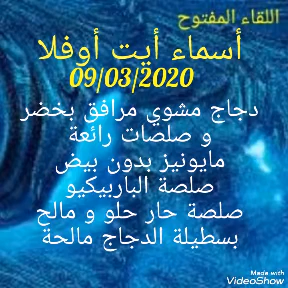 اللقاء المفتوح
أسماء أيت أوفلا
09/03/2020
دجاج مشوي مرافق بخضر
و صلصات رائعة
مايونيز بدون بيض
صلصة الباربيكيو
صلصة حار حلو و مالح
بسطيلة الدجاج مالحة
Made with
VideoShow